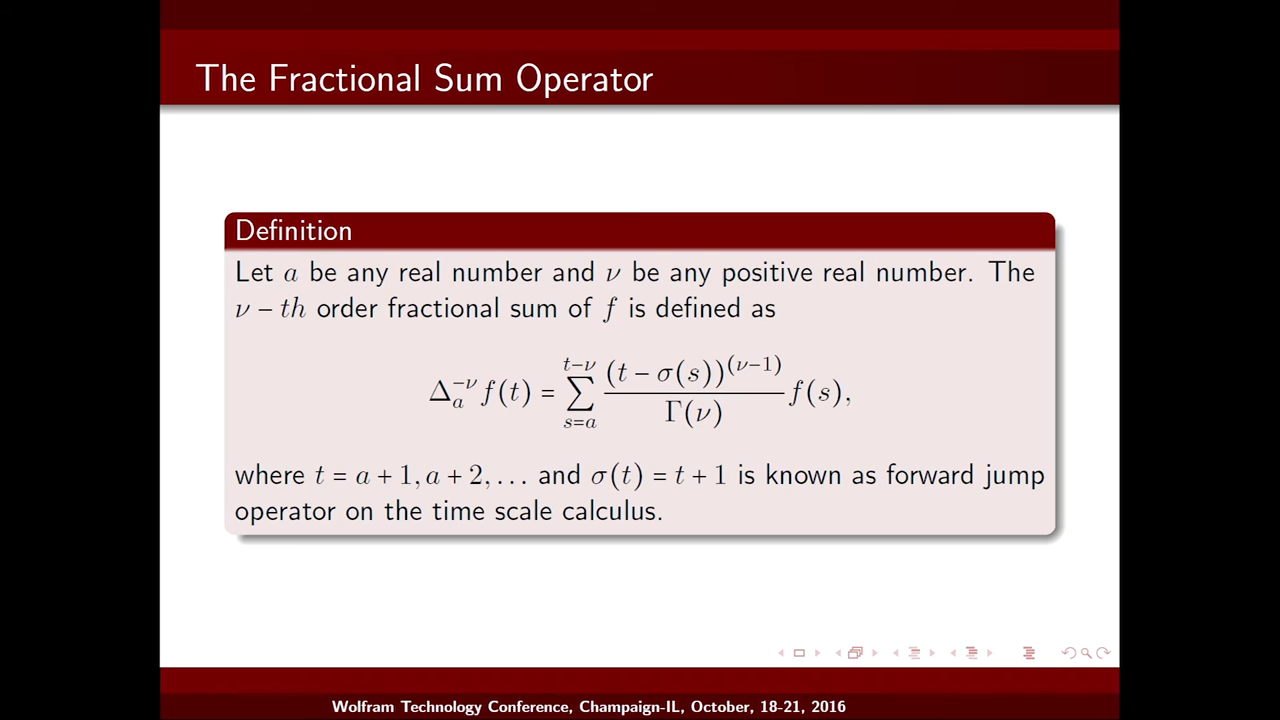 The Fractional Sum Operator
Definition
Let a be any real number and ν be any positive real number. The
ν – th order fractional sum of f is defined as
Δ_a^{-ν} f(t) = ∑_{s=a}^{t-ν} \frac{(t - σ(s))^{(ν-1)}}{Γ(ν)} f(s),
where t = a + 1, a + 2, ... and σ(t) = t + 1 is known as forward jump
operator on the time scale calculus.
Wolfram Technology Conference, Champaign-IL, October, 18-21, 2016